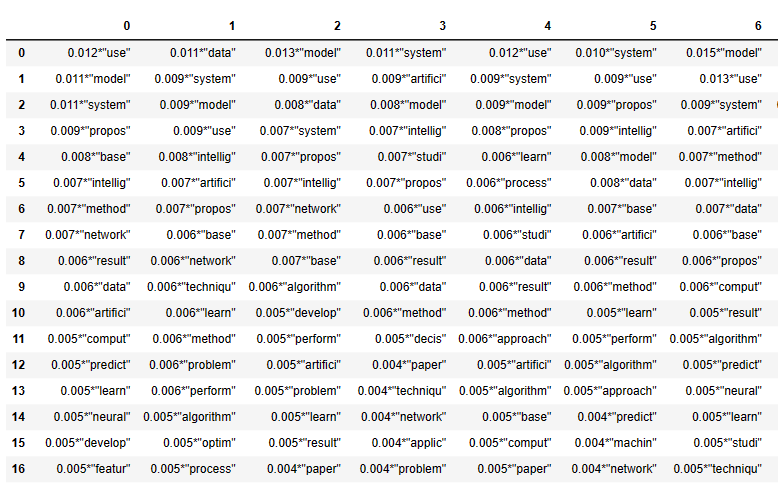 0 1 2 3 4 5 6
0 0.012*"use" 0.011*"data" 0.013*"model" 0.011*"system" 0.012*"use" 0.010*"system" 0.015*"model"
1 0.011*"model" 0.009*"system" 0.009*"use" 0.009*"artifici" 0.009*"system" 0.009*"use" 0.013*"use"
2 0.011*"system" 0.009*"model" 0.008*"data" 0.008*"model" 0.009*"model" 0.009*"propos" 0.009*"system"
3 0.009*"propos" 0.009*"use" 0.007*"system" 0.007*"intellig" 0.008*"propos" 0.009*"intellig" 0.007*"artifici"
4 0.008*"base" 0.008*"intellig" 0.007*"propos" 0.007*"studi" 0.006*"learn" 0.008*"model" 0.007*"method"
5 0.007*"intellig" 0.007*"artifici" 0.007*"intellig" 0.007*"propos" 0.006*"process" 0.008*"data" 0.007*"intellig"
6 0.007*"method" 0.007*"propos" 0.007*"network" 0.006*"use" 0.006*"intellig" 0.007*"base" 0.007*"data"
7 0.007*"network" 0.006*"base" 0.007*"method" 0.006*"base" 0.006*"studi" 0.006*"artifici" 0.006*"base"
8 0.006*"result" 0.006*"network" 0.007*"base" 0.006*"result" 0.006*"data" 0.006*"result" 0.006*"propos"
9 0.006*"data" 0.006*"techniqu" 0.006*"algorithm" 0.006*"data" 0.006*"result" 0.006*"method" 0.006*"comput"
10 0.006*"artifici" 0.006*"learn" 0.005*"develop" 0.006*"method" 0.006*"method" 0.005*"learn" 0.005*"result"
11 0.005*"comput" 0.006*"method" 0.005*"perform" 0.005*"decis" 0.006*"approach" 0.005*"perform" 0.005*"algorithm"
12 0.005*"predict" 0.006*"problem" 0.005*"artifici" 0.004*"paper" 0.005*"artifici" 0.005*"algorithm" 0.005*"predict"
13 0.005*"learn" 0.006*"perform" 0.005*"problem" 0.004*"techniqu" 0.005*"algorithm" 0.005*"approach" 0.005*"neural"
14 0.005*"neural" 0.005*"algorithm" 0.005*"learn" 0.004*"network" 0.005*"base" 0.004*"predict" 0.005*"learn"
15 0.005*"develop" 0.005*"optim" 0.005*"result" 0.004*"applic" 0.005*"comput" 0.004*"machin" 0.005*"studi"
16 0.005*"featur" 0.005*"process" 0.004*"paper" 0.004*"problem" 0.005*"paper" 0.004*"network" 0.005*"techniqu"